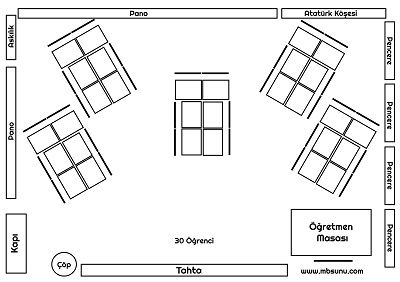 Pano
Atatürk Köşesi
Askılık
Pencere
Pano
Pencere
Pencere
Pencere
Kapı
Öğretmen
Masası
30 Öğrenci
Çöp
Tahta
www.mbsunu.com